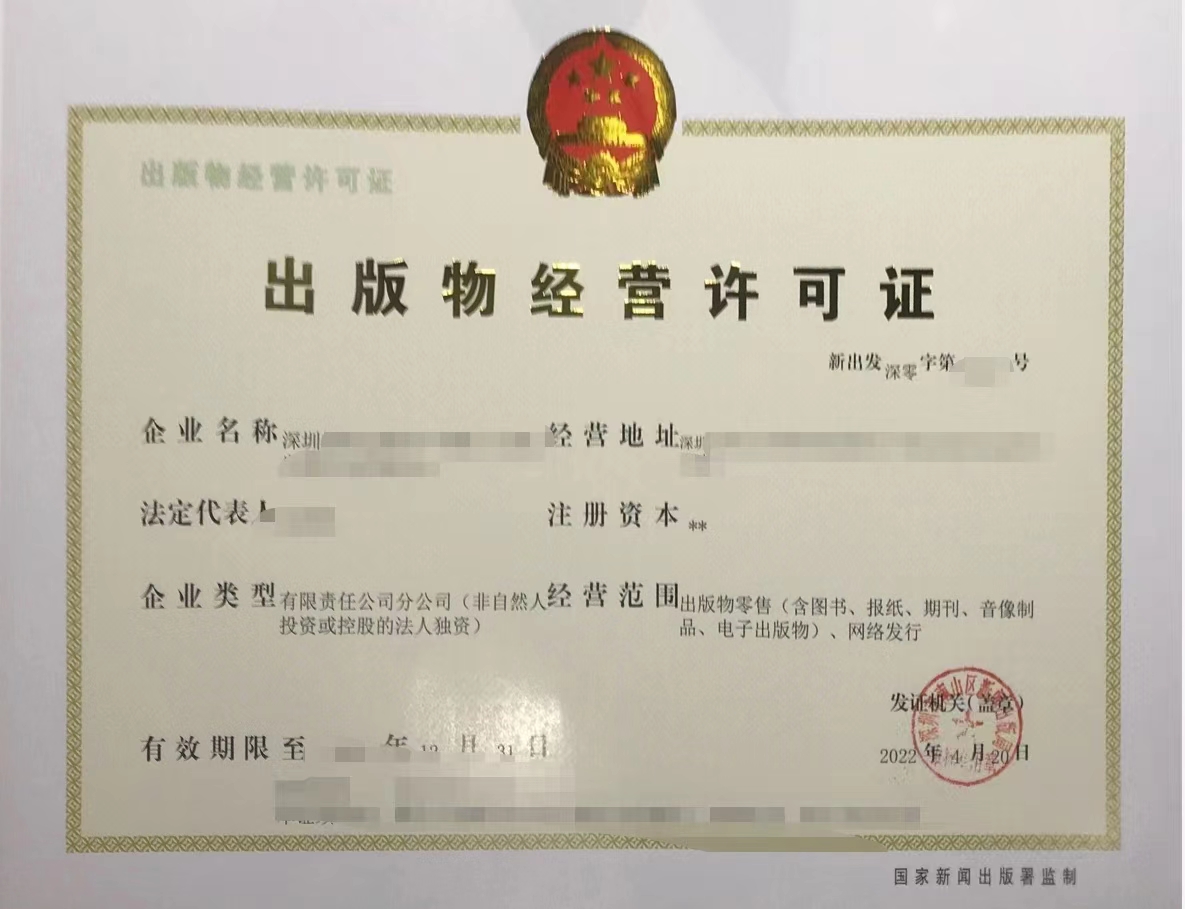 出版物经营许可证
出版物经营许可证
新出发深零字第 号
企业名称 深圳
经营地址 深圳
法定代表人
注册资本 **
企业类型 有限责任公司分公司（非自然人
投资或控股的法人独资）
经营范围 出版物零售（含图书、报纸、期刊、音像制
品、电子出版物）、网络发行
发证机关（盖章）
有效期限至 年12月31日
2022年4月20日
国家新闻出版署监制